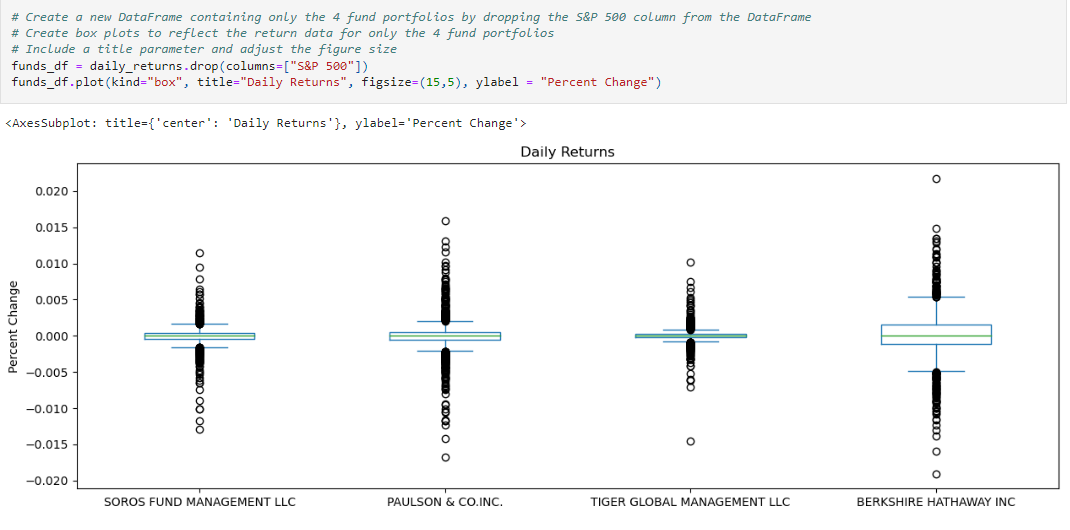 # Create a new DataFrame containing only the 4 fund portfolios by dropping the S&P 500 column from the DataFrame
# Create box plots to reflect the return data for only the 4 fund portfolios
# Include a title parameter and adjust the figure size
funds_df = daily_returns.drop(columns=["S&P 500"])
funds_df.plot(kind="box", title="Daily Returns", figsize=(15,5), ylabel = "Percent Change")
<AxesSubplot: title={'center': 'Daily Returns'}, ylabel='Percent Change'>
Daily Returns
Percent Change
0.020
0.015
0.010
0.005
0.000
−0.005
−0.010
−0.015
−0.020
SOROS FUND MANAGEMENT LLC
PAULSON & CO.INC.
TIGER GLOBAL MANAGEMENT LLC
BERKSHIRE HATHAWAY INC